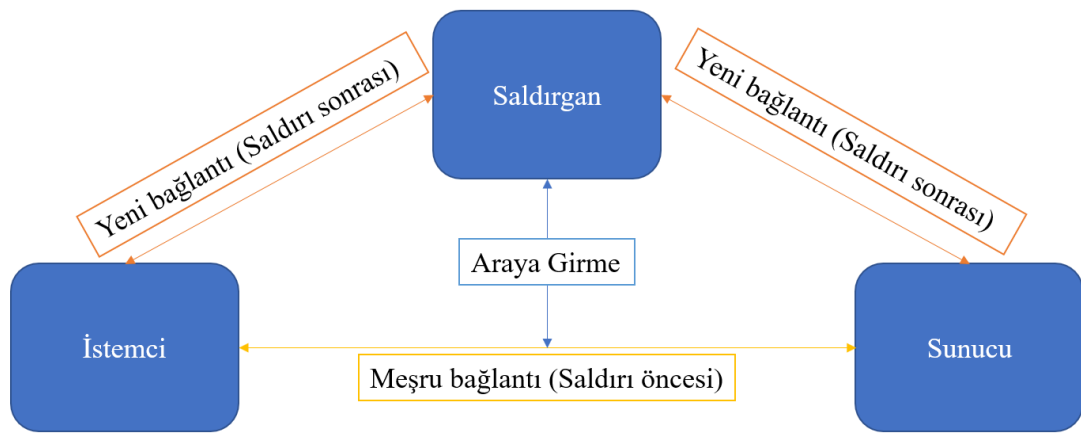 Saldırgan
Yeni bağlantı (Saldırı sonrası)
Yeni bağlantı (Saldırı sonrası)
Araya Girme
İstemci
Sunucu
Meşru bağlantı (Saldırı öncesi)